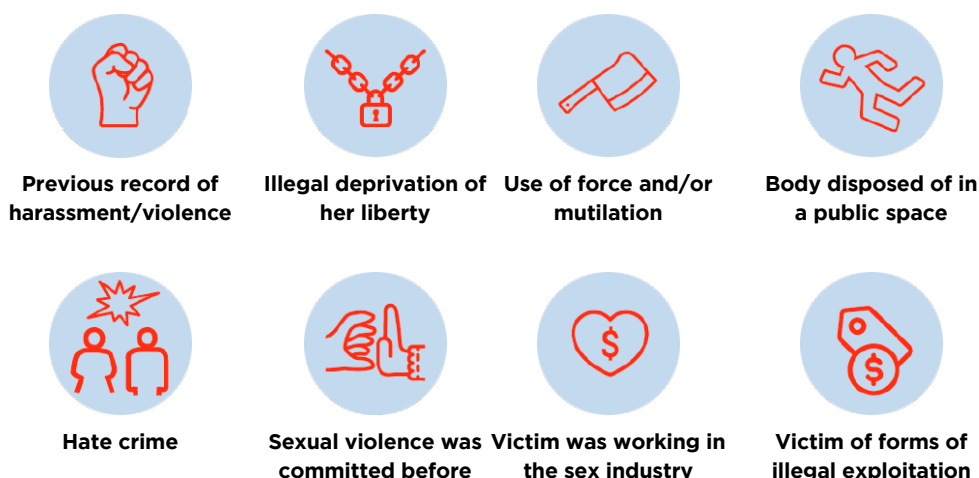 Previous record of
harassment/violence
Illegal deprivation of
her liberty
Use of force and/or
mutilation
Body disposed of in
a public space
Hate crime
Sexual violence was
committed before
$
Victim was working in
the sex industry
$
Victim of forms of
illegal exploitation